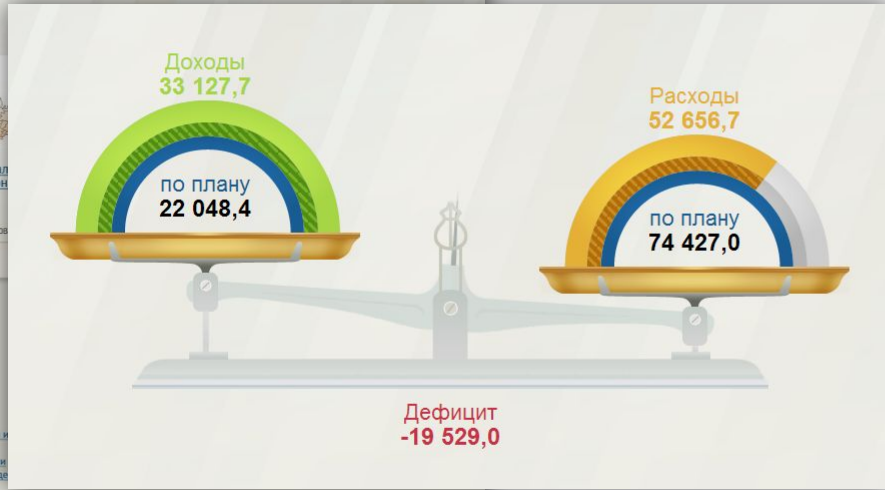 Доходы
33 127,7
по плану
22 048,4
Расходы
52 656,7
по плану
74 427,0
Дефицит
-19 529,0